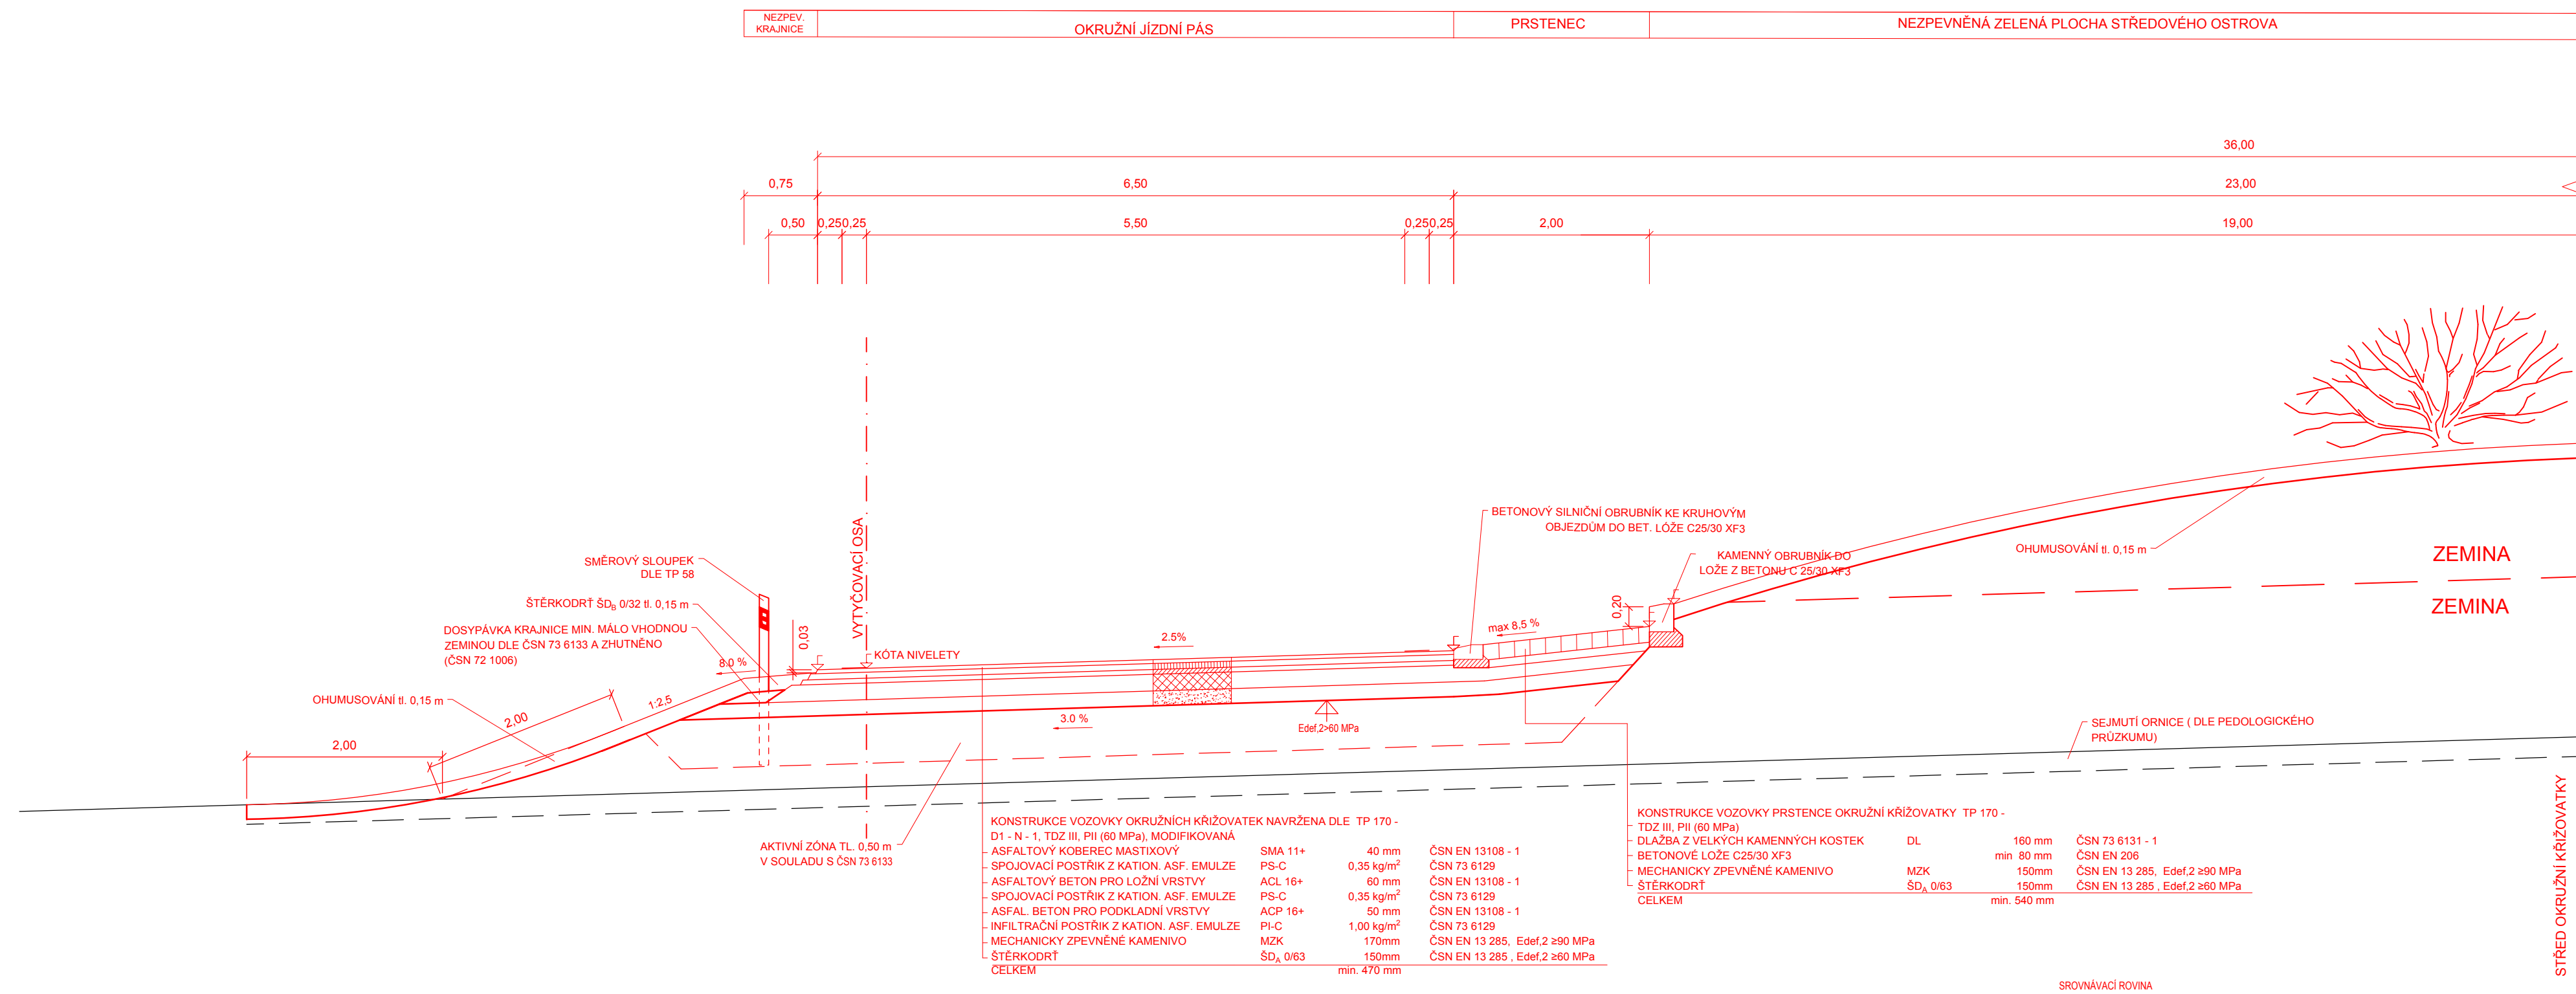 NEZPEV.
KRAJNICE
OKRUŽNÍ JÍZDNÍ PÁS
PRSTENEC
NEZPEVNĚNÁ ZELENÁ PLOCHA STŘEDOVÉHO OSTROVA
36,00
0,75
6,50
23,00
0,50
0,25
0,25
5,50
0,25
0,25
2,00
19,00
BETONOVÝ SILNIČNÍ OBRUBNÍK KE KRUHOVÝM
OBJEZDŮM DO BET. LÓŽE C25/30 XF3
KAMENNÝ OBRUBNÍK DO
LOŽE Z BETONU C 25/30 XF3
OHUMUSOVÁNÍ tl. 0,15 m
ZEMINA
ZEMINA
SMĚROVÝ SLOUPEK
DLE TP 58
ŠTĚRKODRŤ ŠDB 0/32 tl. 0,15 m
DOSYPÁVKA KRAJNICE MIN. MÁLO VHODNOU
ZEMINOU DLE ČSN 73 6133 A ZHUTNĚNO
(ČSN 72 1006)
VYTYČOVACÍ OSA
0,03
KÓTA NIVELETY
8.0 %
2.5%
max 8,5 %
0,20
OHUMUSOVÁNÍ tl. 0,15 m
1:2,5
2,00
2,00
3.0 %
Edef,2>60 MPa
SEJMUTÍ ORNICE ( DLE PEDOLOGICKÉHO
PRŮZKUMU)
AKTIVNÍ ZÓNA TL. 0,50 m
V SOULADU S ČSN 73 6133
KONSTRUKCE VOZOVKY OKRUŽNÍCH KŘIŽOVATEK NAVRŽENA DLE TP 170 -
D1 - N - 1, TDZ III, PII (60 MPa), MODIFIKOVANÁ
ASFALTOVÝ KOBEREC MASTIXOVÝ SMA 11+ 40 mm ČSN EN 13108 - 1
SPOJOVACÍ POSTŘIK Z KATION. ASF. EMULZE PS-C 0,35 kg/m² ČSN 73 6129
ASFALTOVÝ BETON PRO LOŽNÍ VRSTVY ACL 16+ 60 mm ČSN EN 13108 - 1
SPOJOVACÍ POSTŘIK Z KATION. ASF. EMULZE PS-C 0,35 kg/m² ČSN 73 6129
ASFAL. BETON PRO PODKLADNÍ VRSTVY ACP 16+ 50 mm ČSN EN 13108 - 1
INFILTRAČNÍ POSTŘIK Z KATION. ASF. EMULZE PI-C 1,00 kg/m² ČSN 73 6129
MECHANICKY ZPEVNĚNÉ KAMENIVO MZK 170mm ČSN EN 13 285, Edef,2 ≥90 MPa
ŠTĚRKODRŤ ŠDA 0/63 150mm ČSN EN 13 285 , Edef,2 ≥60 MPa
CELKEM min. 470 mm
KONSTRUKCE VOZOVKY PRSTENCE OKRUŽNÍ KŘÍŽOVATKY TP 170 -
TDZ III, PII (60 MPa)
DLAŽBA Z VELKÝCH KAMENNÝCH KOSTEK DL 160 mm ČSN 73 6131 - 1
BETONOVÉ LOŽE C25/30 XF3 min 80 mm ČSN EN 206
MECHANICKY ZPEVNĚNÉ KAMENIVO MZK 150mm ČSN EN 13 285, Edef,2 ≥90 MPa
ŠTĚRKODRŤ ŠDA 0/63 150mm ČSN EN 13 285 , Edef,2 ≥60 MPa
CELKEM min. 540 mm
STŘED OKRUŽNÍ KŘIŽOVATKY
SROVNÁVACÍ ROVINA